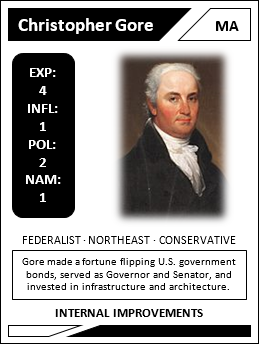 Christopher Gore
MA
EXP:
4
INFL:
1
POL:
2
NAM:
1
FEDERALIST · NORTHEAST · CONSERVATIVE
Gore made a fortune flipping U.S. government
bonds, served as Governor and Senator, and
invested in infrastructure and architecture.
INTERNAL IMPROVEMENTS